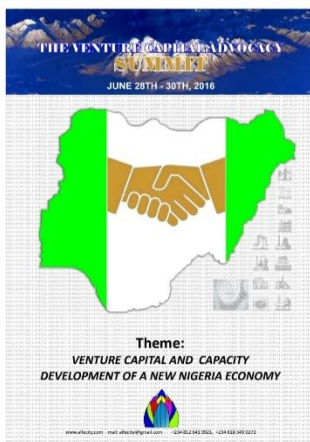 THE VENTURE CAPITAL ADVOCACY
SUMMIT
JUNE 28TH - 30TH, 2016
Theme:
VENTURE CAPITAL AND CAPACITY
DEVELOPMENT OF A NEW NIGERIA ECONOMY